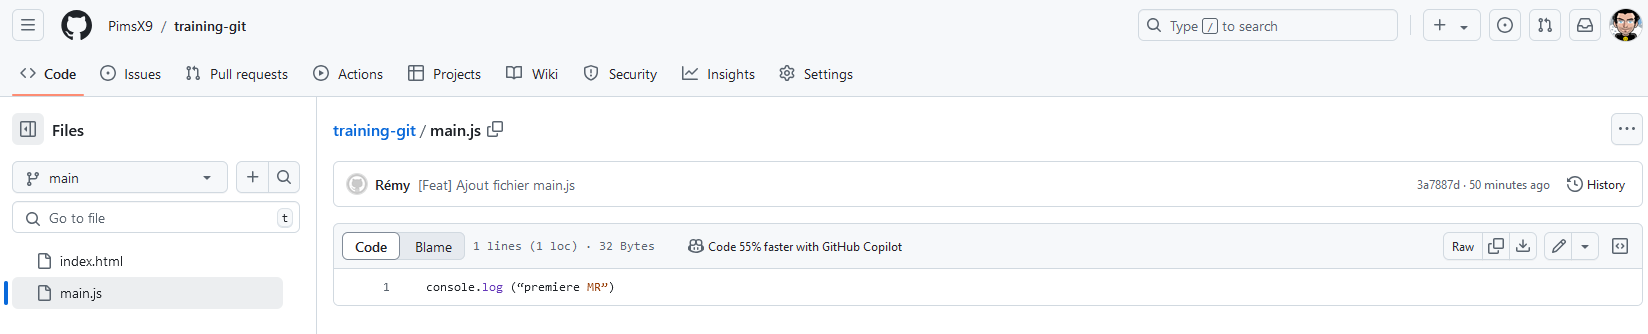 PimsX9 / training-git
Type / to search
Code
Issues
Pull requests
Actions
Projects
Wiki
Security
Insights
Settings
Files
main
Go to file
t
index.html
main.js
training-git / main.js
Rémy [Feat] Ajout fichier main.js
3a7887d · 50 minutes ago
History
Code
Blame
1 lines (1 loc) · 32 Bytes
Code 55% faster with GitHub Copilot
Raw
1 console.log (“premiere MR”)